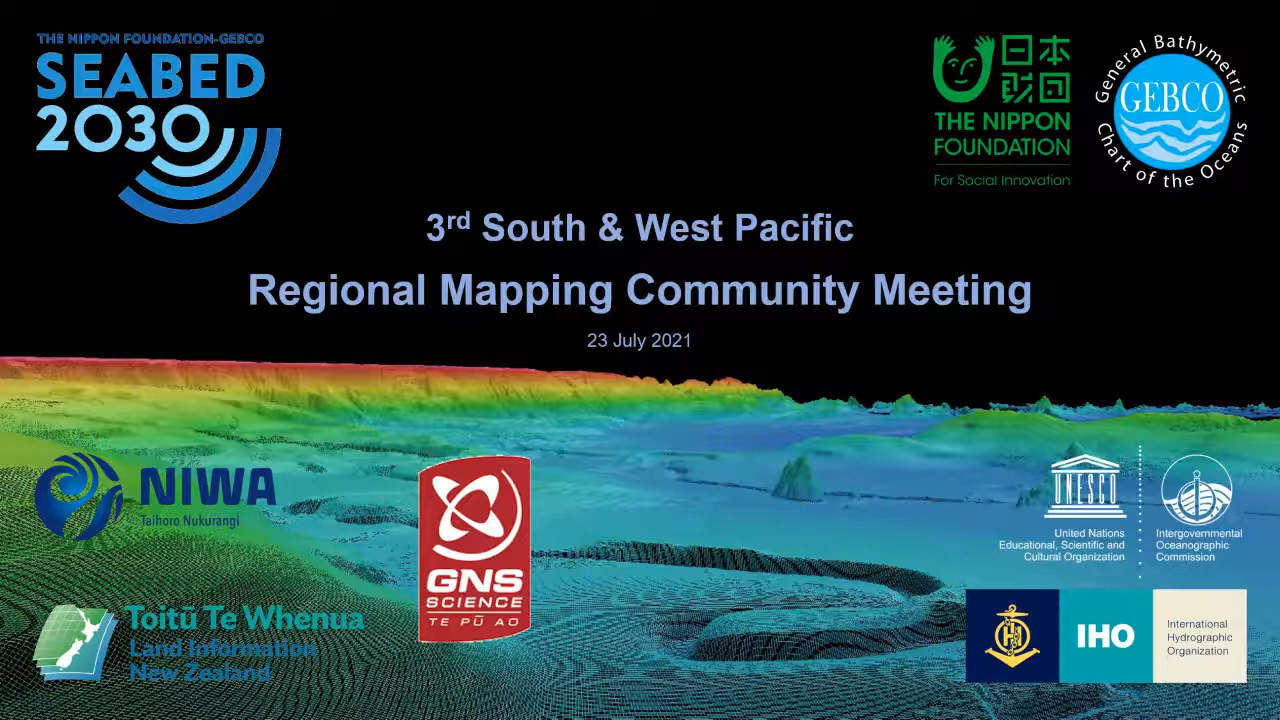 THE NIPPON FOUNDATION-GEBCO
SEABED
2030
日本
財団
THE NIPPON
FOUNDATION
For Social Innovation
General Bathymetric
GEBCO
Chart of the Oceans
3rd South & West Pacific
Regional Mapping Community Meeting
23 July 2021
NIWA
Taihoro Nukurangi
GNS
SCIENCE
TE PŪ AO
Toitū Te Whenua
Land Information
New Zealand
UNESCO
United Nations
Educational, Scientific and
Cultural Organization
Intergovernmental
Oceanographic
Commission
IHO
International
Hydrographic
Organization